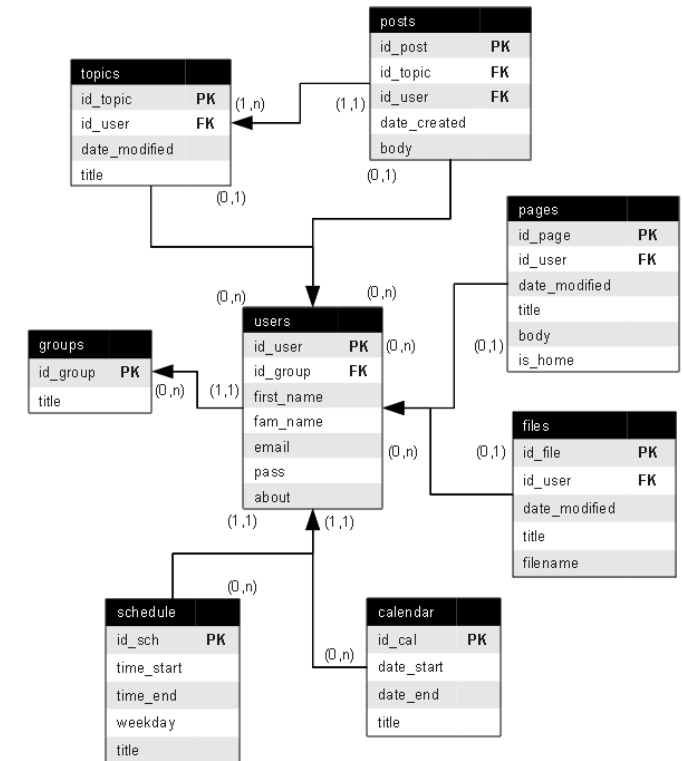 posts
id_post PK
id_topic FK
id_user FK
date_created
body
topics
id_topic PK
id_user FK
date_modified
title
(1,n)
(1,1)
(0,1)
(0,1)
pages
id_page PK
id_user FK
date_modified
title
body
is_home
(0,n)
(0,n)
users
id_user PK
id_group FK
first_name
fam_name
email
pass
about
(0,n)
(0,1)
groups
id_group PK
title
(0,n)
(1,1)
(0,n)
(0,1)
files
id_file PK
id_user FK
date_modified
title
filename
(1,1)
(1,1)
(0,n)
schedule
id_sch PK
time_start
time_end
weekday
title
(0,n)
calendar
id_cal PK
date_start
date_end
title